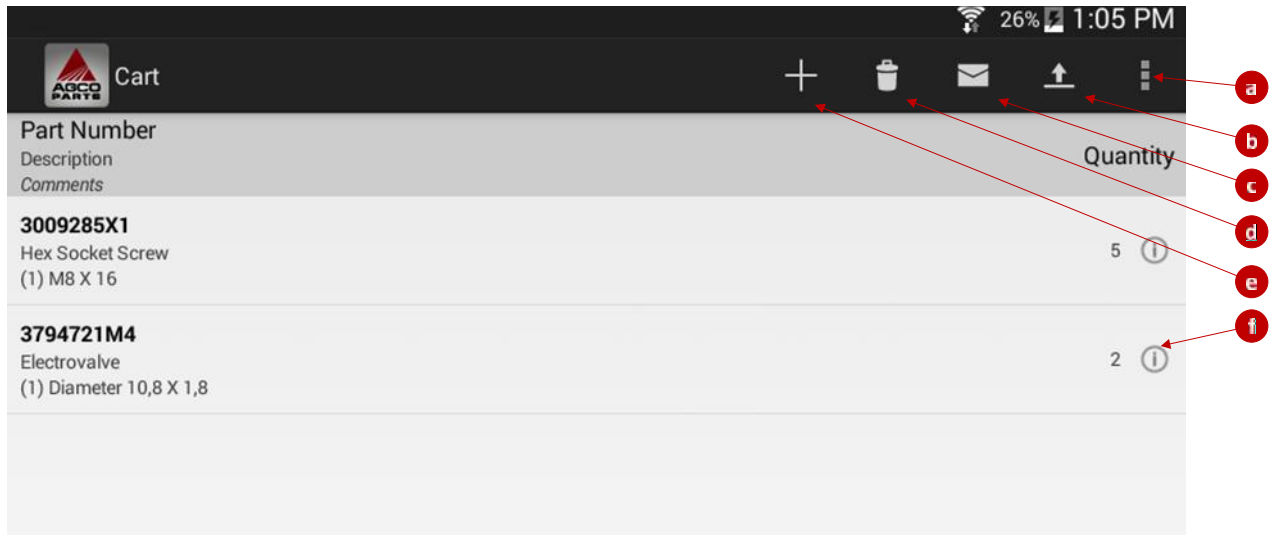 26% 1:05 PM
AGCO
PARTS
Cart
a
Part Number
b
Description
Quantity
Comments
c
3009285X1
d
Hex Socket Screw
5
(1) M8 X 16
e
3794721M4
f
Electrovalve
2
(1) Diameter 10,8 X 1,8